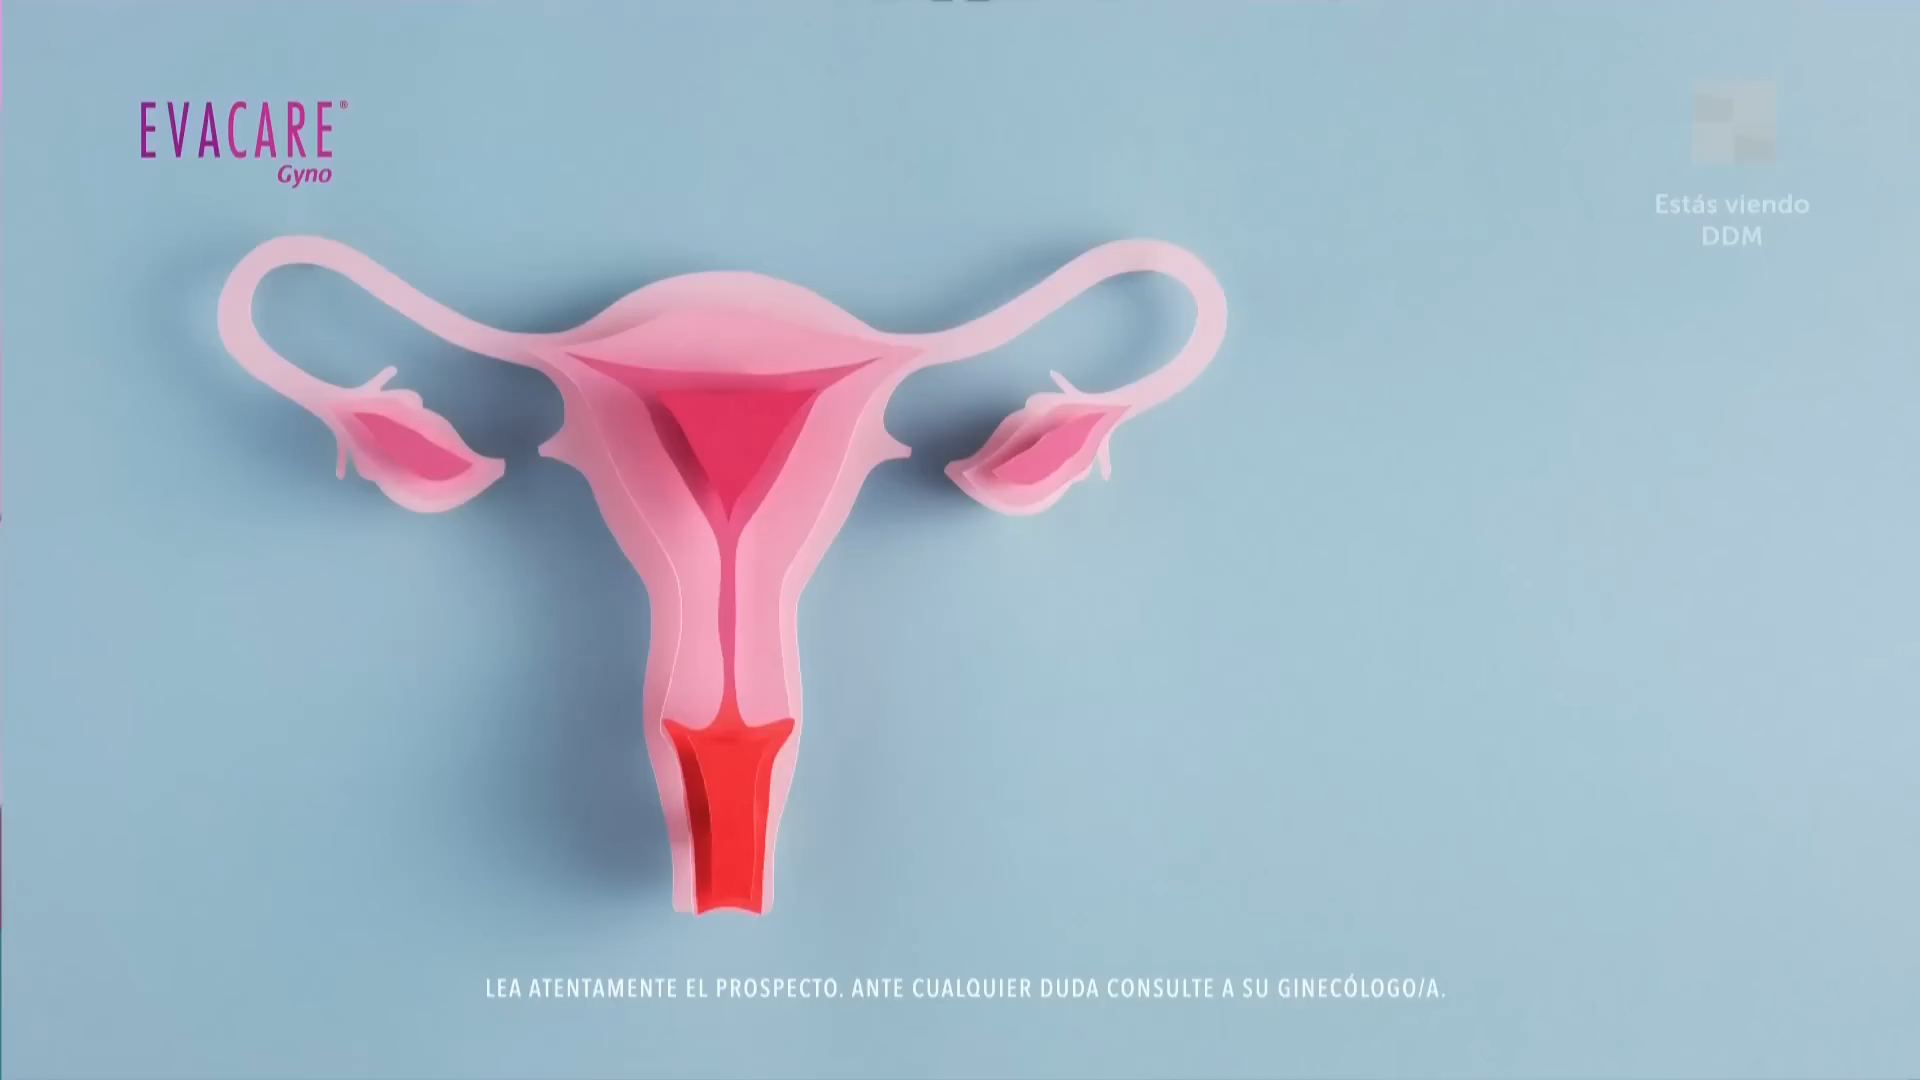 EVACARE®
Gyno
Estás viendo
DDM
LEA ATENTAMENTE EL PROSPECTO. ANTE CUALQUIER DUDA CONSULTE A SU GINECÓLOGO/A.